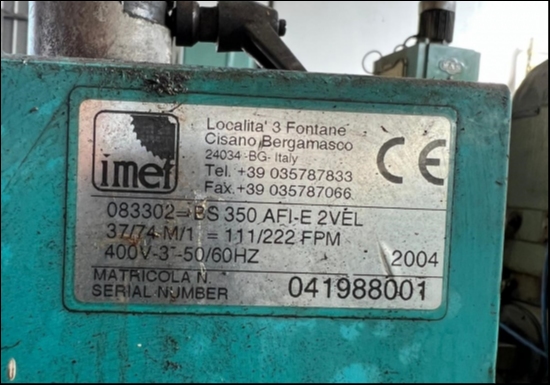 imet
Localita' 3 Fontane
Cisano Bergamasco
24034 -BG- Italy
Tel. +39 035787833
Fax.+39 035787066
CE
083302= BS 350 AFI-E 2VEL
37/74 M/1' = 111/222 FPM
400V-3~-50/60HZ
2004
MATRICOLA N.
SERIAL NUMBER
041988001